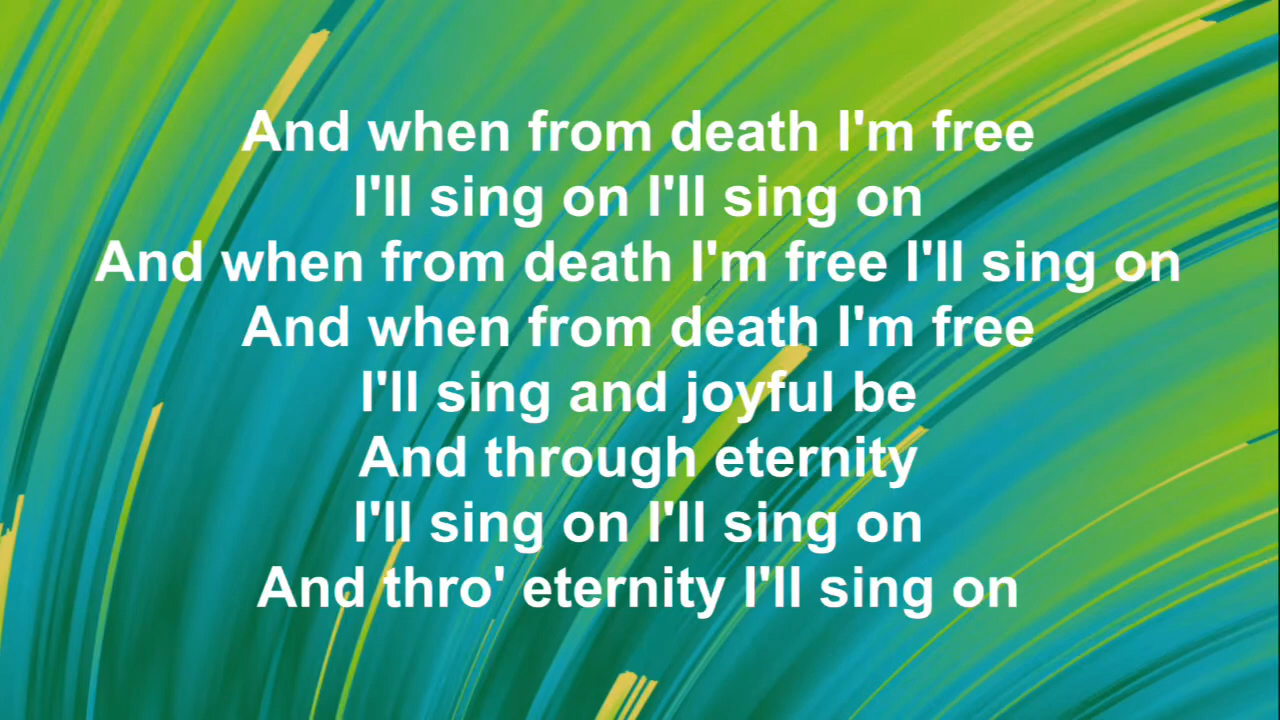 And when from death I'm free
I'll sing on I'll sing on
And when from death I'm free I'll sing on
And when from death I'm free
I'll sing and joyful be
And through eternity
I'll sing on I'll sing on
And thro' eternity I'll sing on